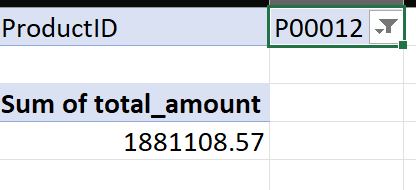 ProductID P00012
Sum of total_amount
1881108.57